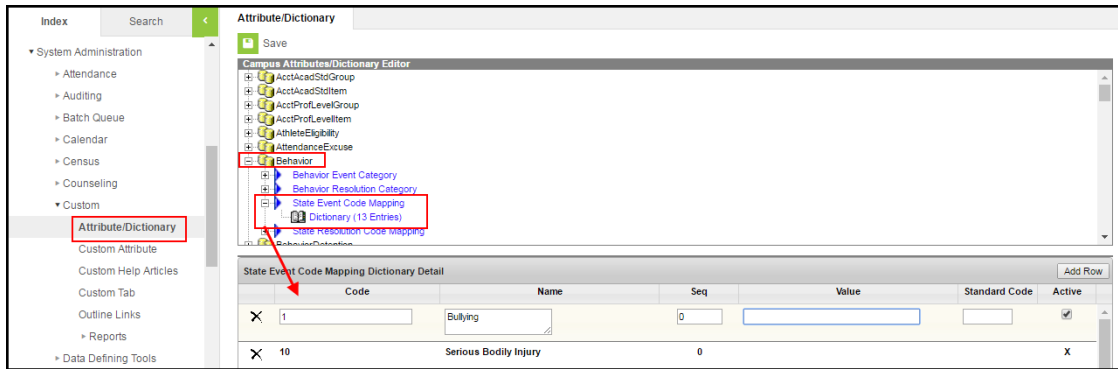 Index
Search
System Administration
Attendance
Auditing
Batch Queue
Calendar
Census
Counseling
Custom
Attribute/Dictionary
Custom Attribute
Custom Help Articles
Custom Tab
Outline Links
Reports
Data Defining Tools
Attribute/Dictionary
Save
Campus Attributes/Dictionary Editor
AcctAcadStdGroup
AcctAcadStdItem
AcctProfLevelGroup
AcctProfLevelItem
AthleteEligibility
AttendanceExcuse
Behavior
Behavior Event Category
Behavior Resolution Category
State Event Code Mapping
Dictionary (13 Entries)
State Resolution Code Mapping
BehaviorDetention
State Event Code Mapping Dictionary Detail
Add Row
Code Name Seq Value Standard Code Active
1 Bullying 0
10 Serious Bodily Injury 0 X